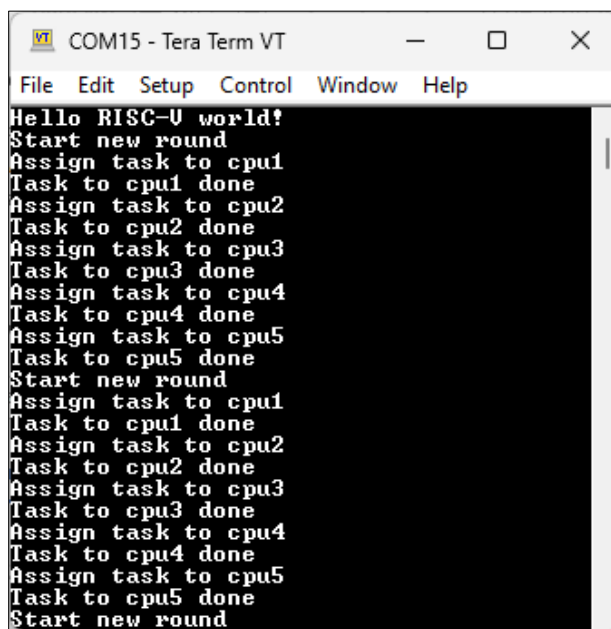 VT COM15 - Tera Term VT
File Edit Setup Control Window Help
Hello RISC-V world!
Start new round
Assign task to cpu1
Task to cpu1 done
Assign task to cpu2
Task to cpu2 done
Assign task to cpu3
Task to cpu3 done
Assign task to cpu4
Task to cpu4 done
Assign task to cpu5
Task to cpu5 done
Start new round
Assign task to cpu1
Task to cpu1 done
Assign task to cpu2
Task to cpu2 done
Assign task to cpu3
Task to cpu3 done
Assign task to cpu4
Task to cpu4 done
Assign task to cpu5
Task to cpu5 done
Start new round